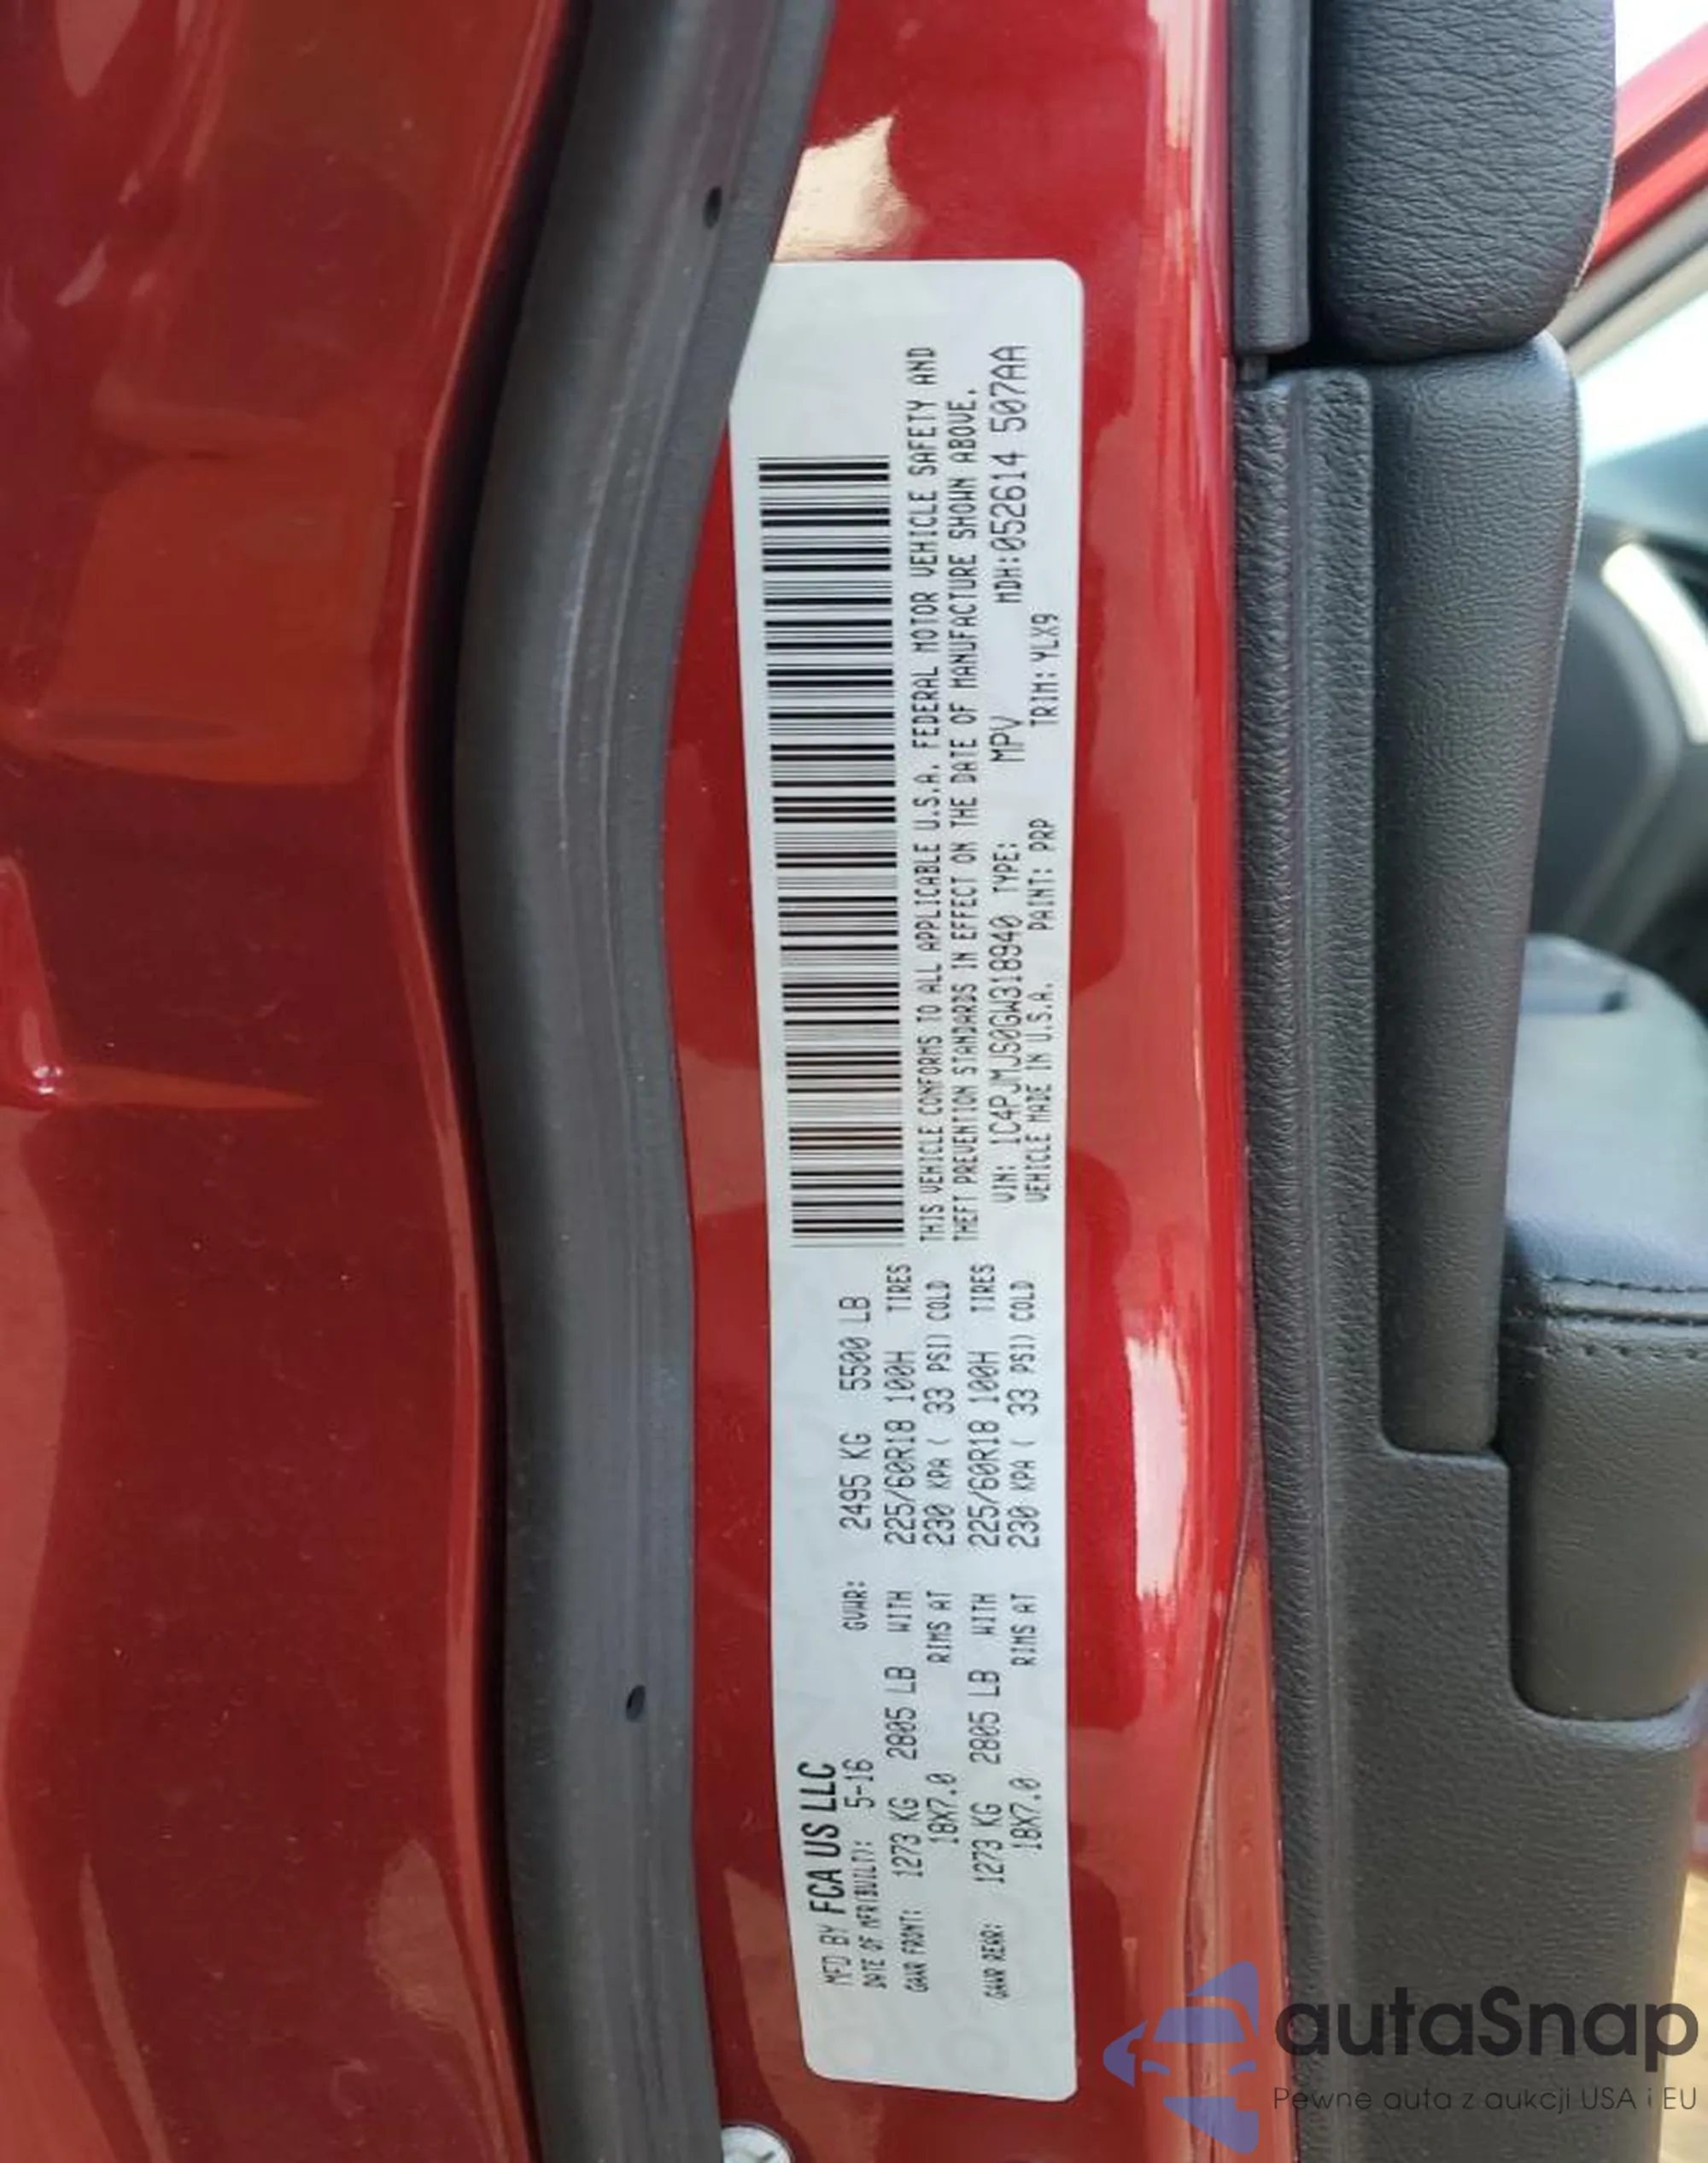 MFD BY FCA US LLC
DATE OF MFR(BUILT): 5-16 GVWR: 2495 KG 5500 LB
GAWR FRONT: 1273 KG 2805 LB WITH 225/60R18 100H TIRES
18X7.0 RIMS AT 230 KPA ( 33 PSI) COLD
GAWR REAR: 1273 KG 2805 LB WITH 225/60R18 100H TIRES
18X7.0 RIMS AT 230 KPA ( 33 PSI) COLD
THIS VEHICLE CONFORMS TO ALL APPLICABLE U.S.A. FEDERAL MOTOR VEHICLE SAFETY AND
THEFT PREVENTION STANDARDS IN EFFECT ON THE DATE OF MANUFACTURE SHOWN ABOVE.
VIN: 1C4PJMJS0GW318940 TYPE: MPV MDH:052614 507AA
VEHICLE MADE IN U.S.A. PAINT: PRP TRIM:YLX9
autaSnap
Pewne auta z aukcji USA i EU